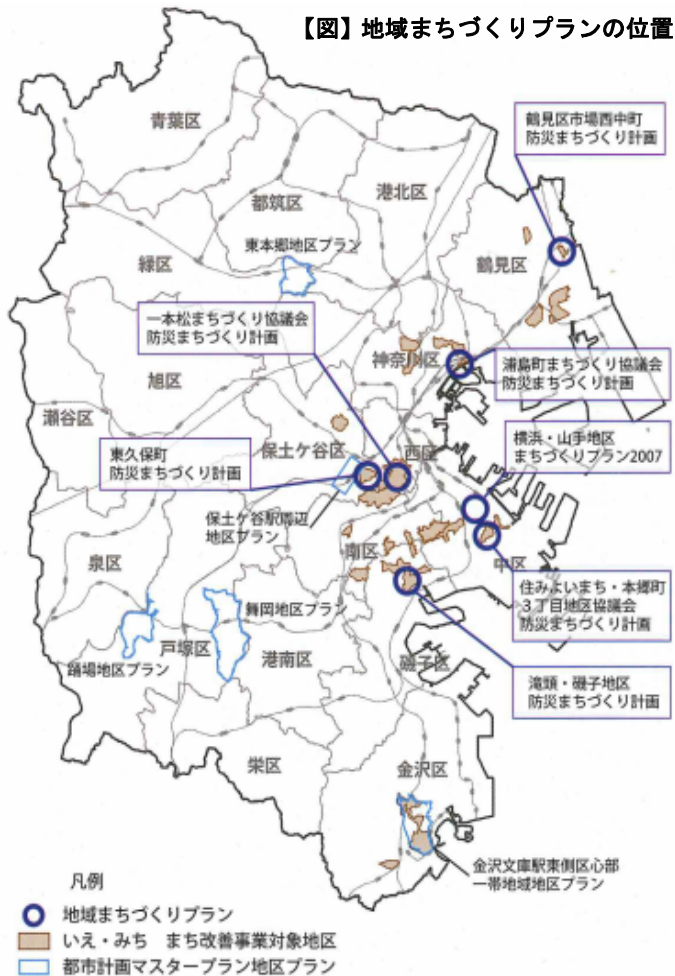 【図】地域まちづくりプランの位置
青葉区
鶴見区市場西中町
防災まちづくり計画
港北区
都筑区
東本郷地区プラン
緑区
鶴見区
一本松まちづくり協議会
防災まちづくり計画
神奈川区
浦島町まちづくり協議会
防災まちづくり計画
旭区
瀬谷区
横浜・山手地区
まちづくりプラン2007
保土ケ谷区
西区
東久保町
防災まちづくり計画
保土ケ谷駅周辺
地区プラン
南区
中区
泉区
住みよいまち・本郷町
３丁目地区協議会
防災まちづくり計画
舞岡地区プラン
戸塚区
港南区
踊場地区プラン
磯子区
滝頭・磯子地区
防災まちづくり計画
栄区
金沢区
金沢文庫駅東側区心部
一帯地域地区プラン
凡例
地域まちづくりプラン
いえ・みち　まち改善事業対象地区
都市計画マスタープラン地区プラン